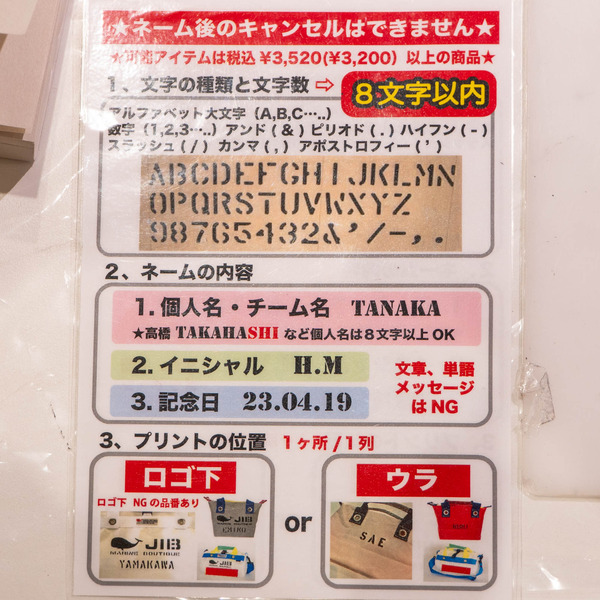 ★ネーム後のキャンセルはできません★
★可能アイテムは税込 ¥3,520(¥3,200) 以上の商品★
1、文字の種類と文字数 ⇨ 8文字以内
アルファベット大文字 (A,B,C…..)
数字 (1,2,3…..) アンド ( & ) ピリオド ( . ) ハイフン ( - )
スラッシュ ( / ) カンマ ( , ) アポストロフィー ( ' )
ABCDEFGHIJKLMN
OPQRSTUVWXYZ
98765432&'/-,.
2、ネームの内容
1. 個人名・チーム名 TANAKA
★高橋 TAKAHASHI など個人名は8文字以上 OK
2. イニシャル H.M
3. 記念日 23.04.19
文章、単語
メッセージ
は NG
3、プリントの位置 1ヶ所 / 1列
ロゴ下
ロゴ下 NG の品番あり
JIB
MARINE BOUTIQUE
YAMAKAWA
JIB
or
ウラ
SAE